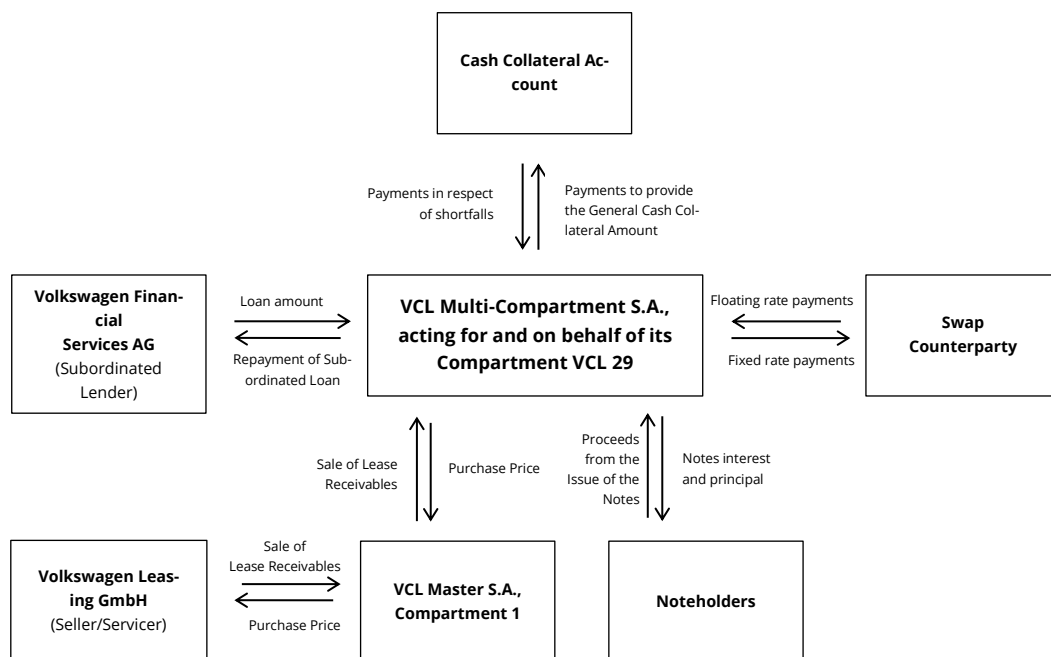 Cash Collateral Ac-
count
Payments in respect
of shortfalls
Payments to provide
the General Cash Col-
lateral Amount
Volkswagen Finan-
cial
Services AG
(Subordinated
Lender)
Loan amount
Repayment of Sub-
ordinated Loan
VCL Multi-Compartment S.A.,
acting for and on behalf of its
Compartment VCL 29
Floating rate payments
Fixed rate payments
Swap
Counterparty
Sale of Lease
Receivables
Purchase Price
Proceeds
from the
Issue of the
Notes
Notes interest
and principal
Volkswagen Leas-
ing GmbH
(Seller/Servicer)
Sale of
Lease Receivables
Purchase Price
VCL Master S.A.,
Compartment 1
Noteholders